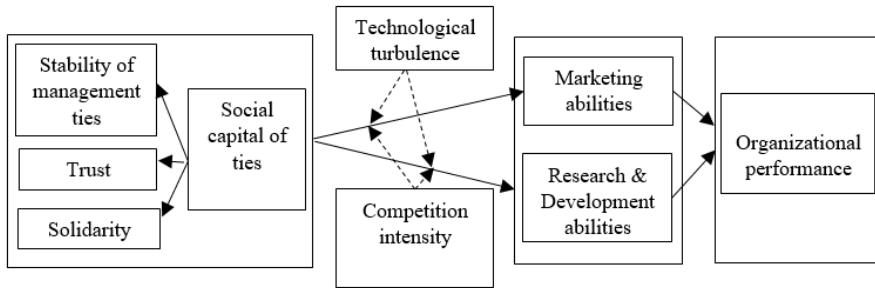 Stability of
management
ties
Trust
Solidarity
Social
capital of
ties
Technological
turbulence
Competition
intensity
Marketing
abilities
Research &
Development
abilities
Organizational
performance